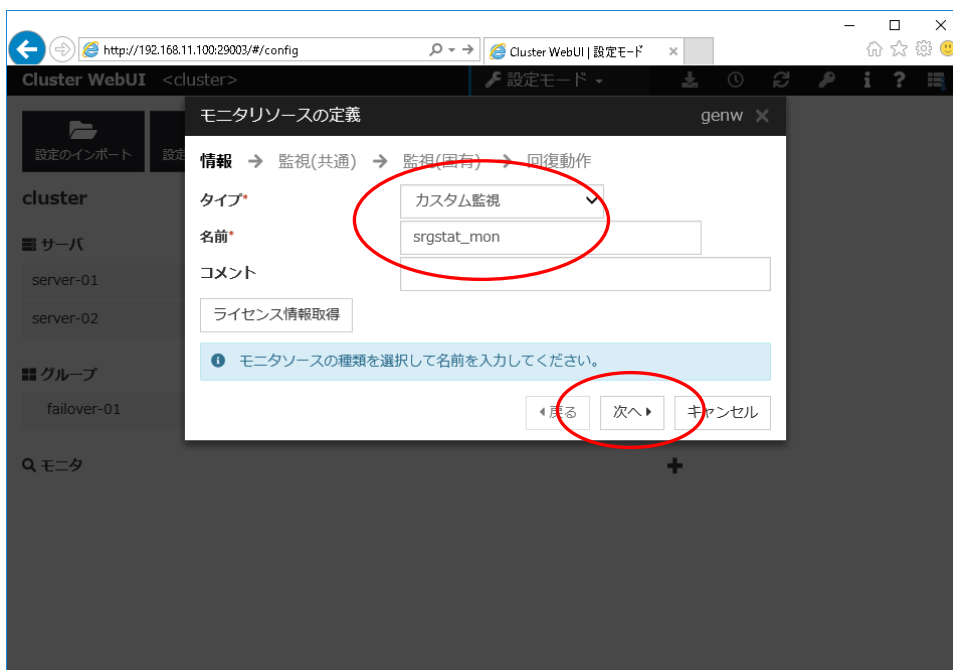 http://192.168.11.100:29003/#/config
Cluster WebUI | 設定モード
Cluster WebUI <cluster>
設定モード
設定のインポート
設定
モニタリソースの定義
genw
情報 → 監視(共通) → 監視(固有) → 回復動作
cluster
タイプ*
カスタム監視
名前*
srgstat_mon
サーバ
コメント
server-01
ライセンス情報取得
server-02
モニタソースの種類を選択して名前を入力してください。
グループ
failover-01
戻る
次へ
キャンセル
モニタ